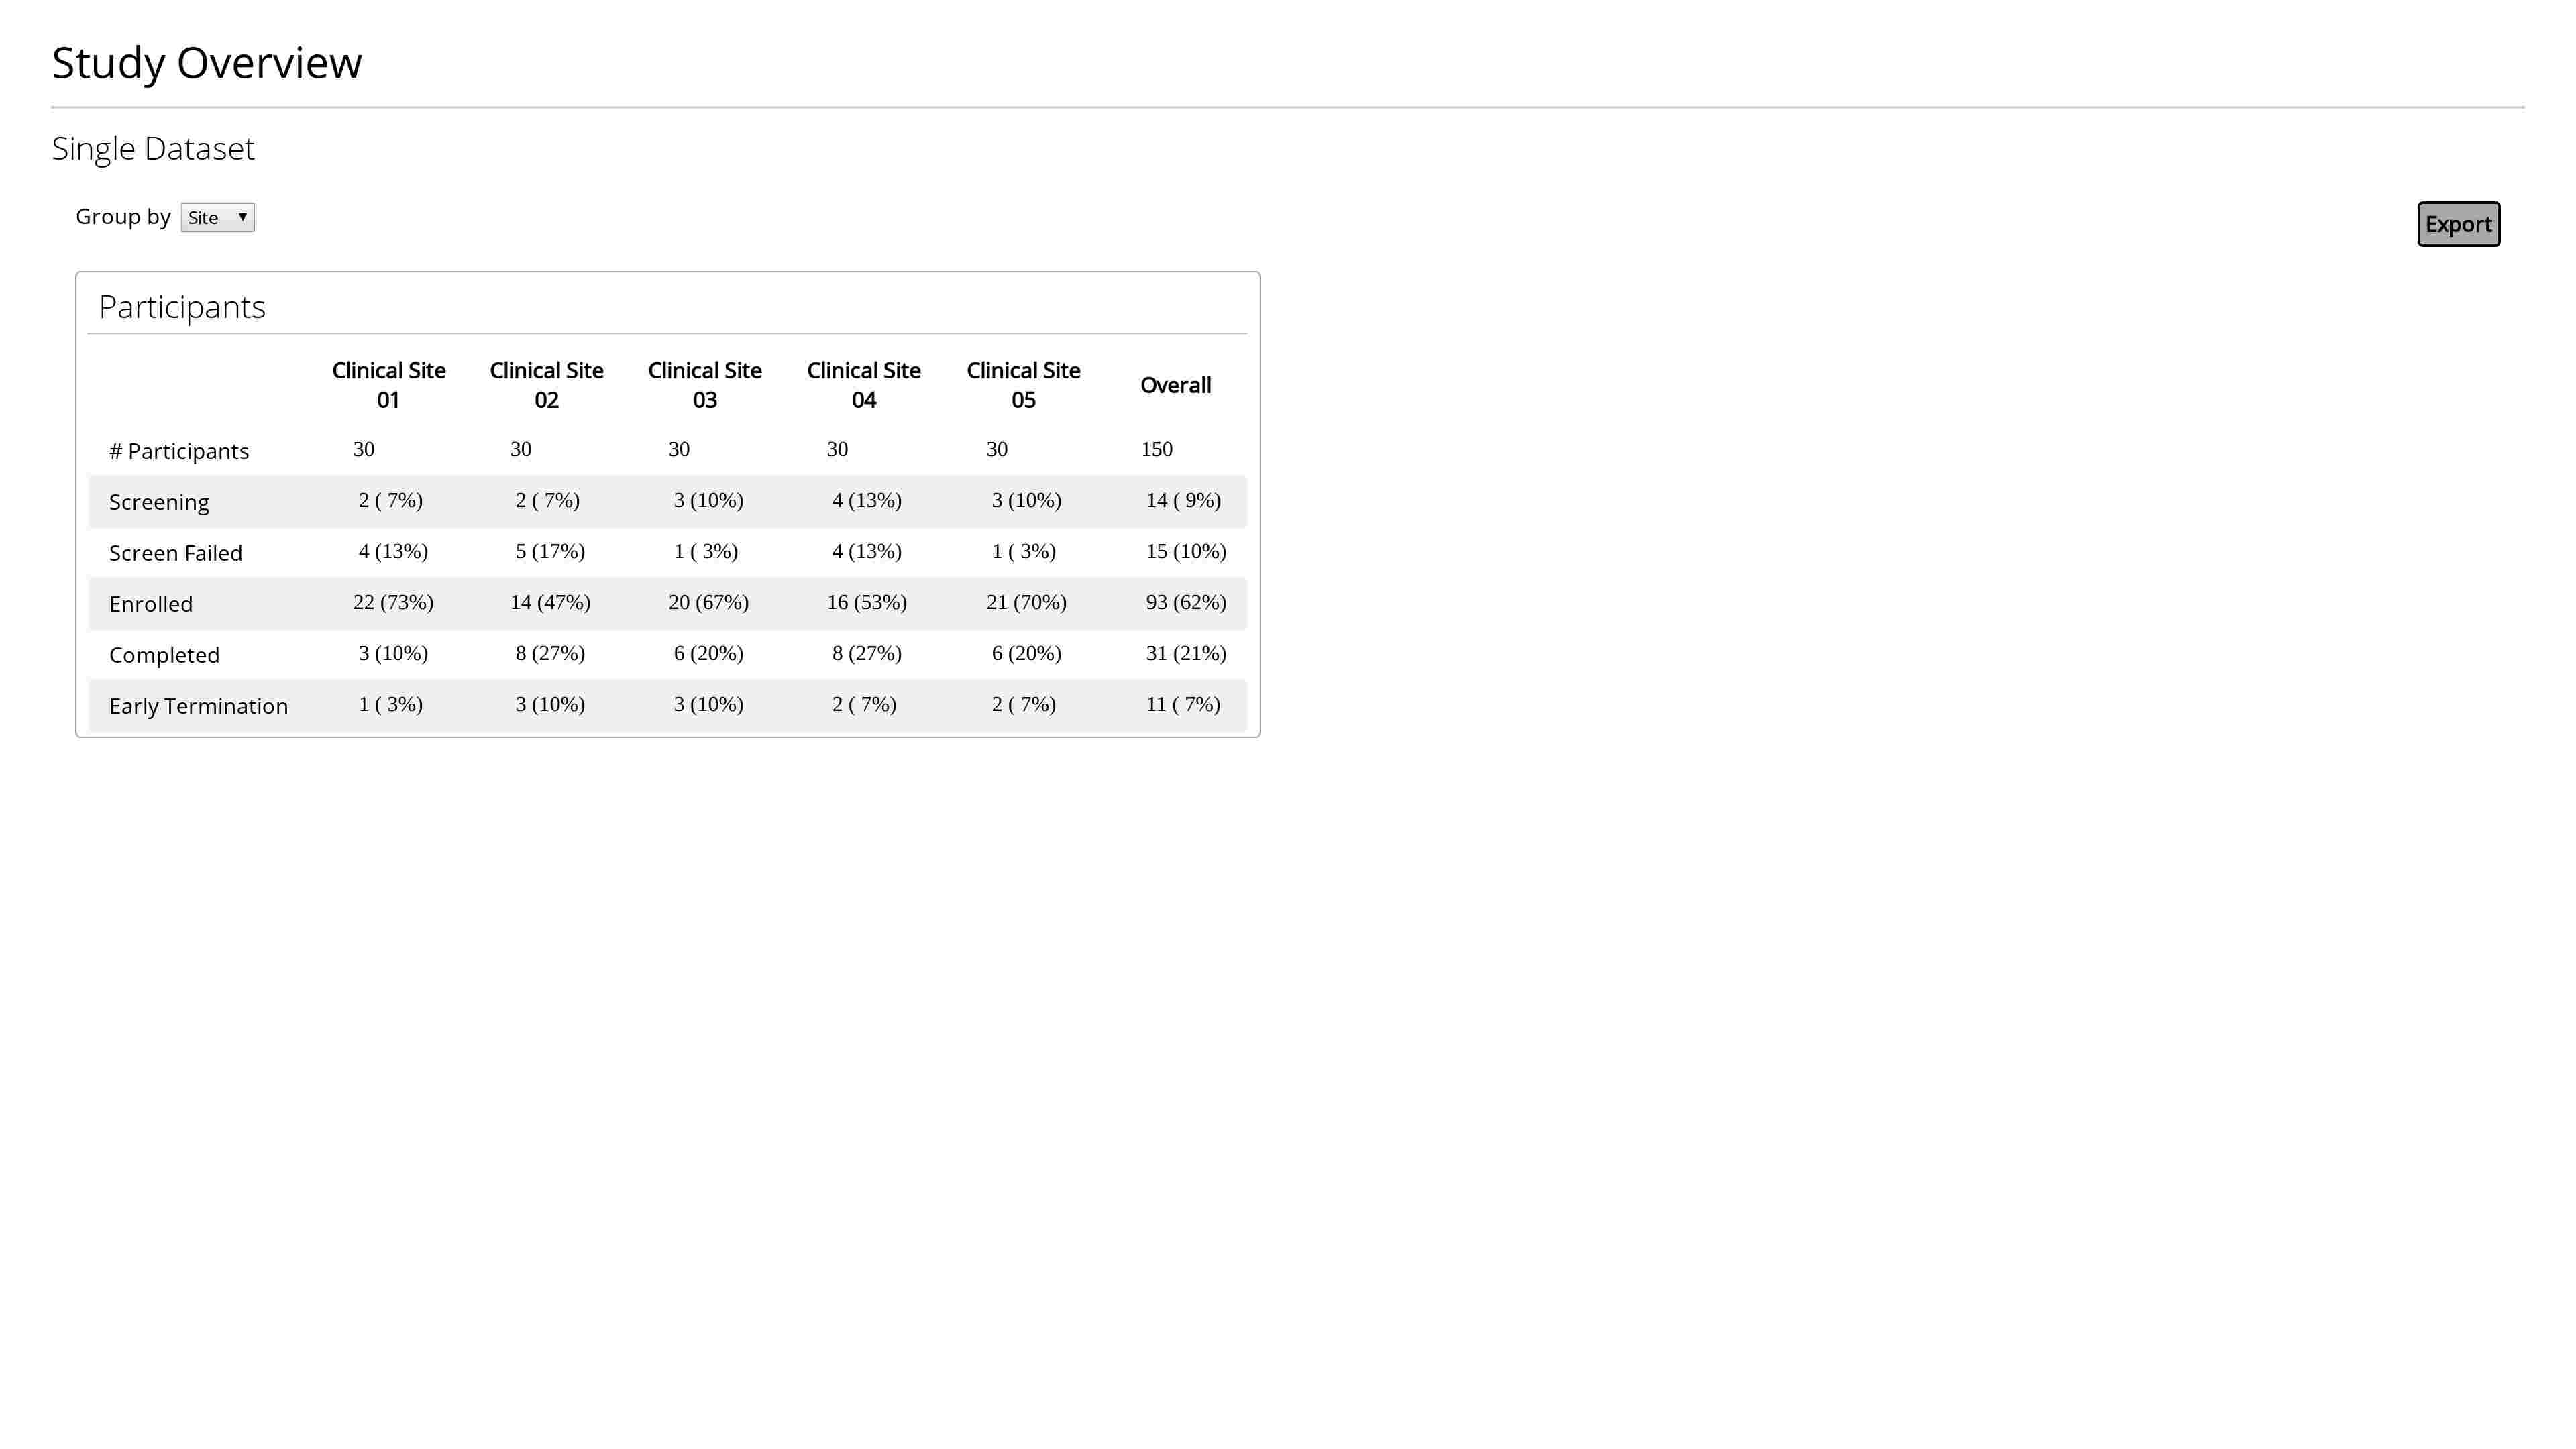 Study Overview
Single Dataset
Group by Site ▼
Export
Participants
Clinical Site 01 Clinical Site 02 Clinical Site 03 Clinical Site 04 Clinical Site 05 Overall
# Participants 30 30 30 30 30 150
Screening 2 ( 7%) 2 ( 7%) 3 (10%) 4 (13%) 3 (10%) 14 ( 9%)
Screen Failed 4 (13%) 5 (17%) 1 ( 3%) 4 (13%) 1 ( 3%) 15 (10%)
Enrolled 22 (73%) 14 (47%) 20 (67%) 16 (53%) 21 (70%) 93 (62%)
Completed 3 (10%) 8 (27%) 6 (20%) 8 (27%) 6 (20%) 31 (21%)
Early Termination 1 ( 3%) 3 (10%) 3 (10%) 2 ( 7%) 2 ( 7%) 11 ( 7%)